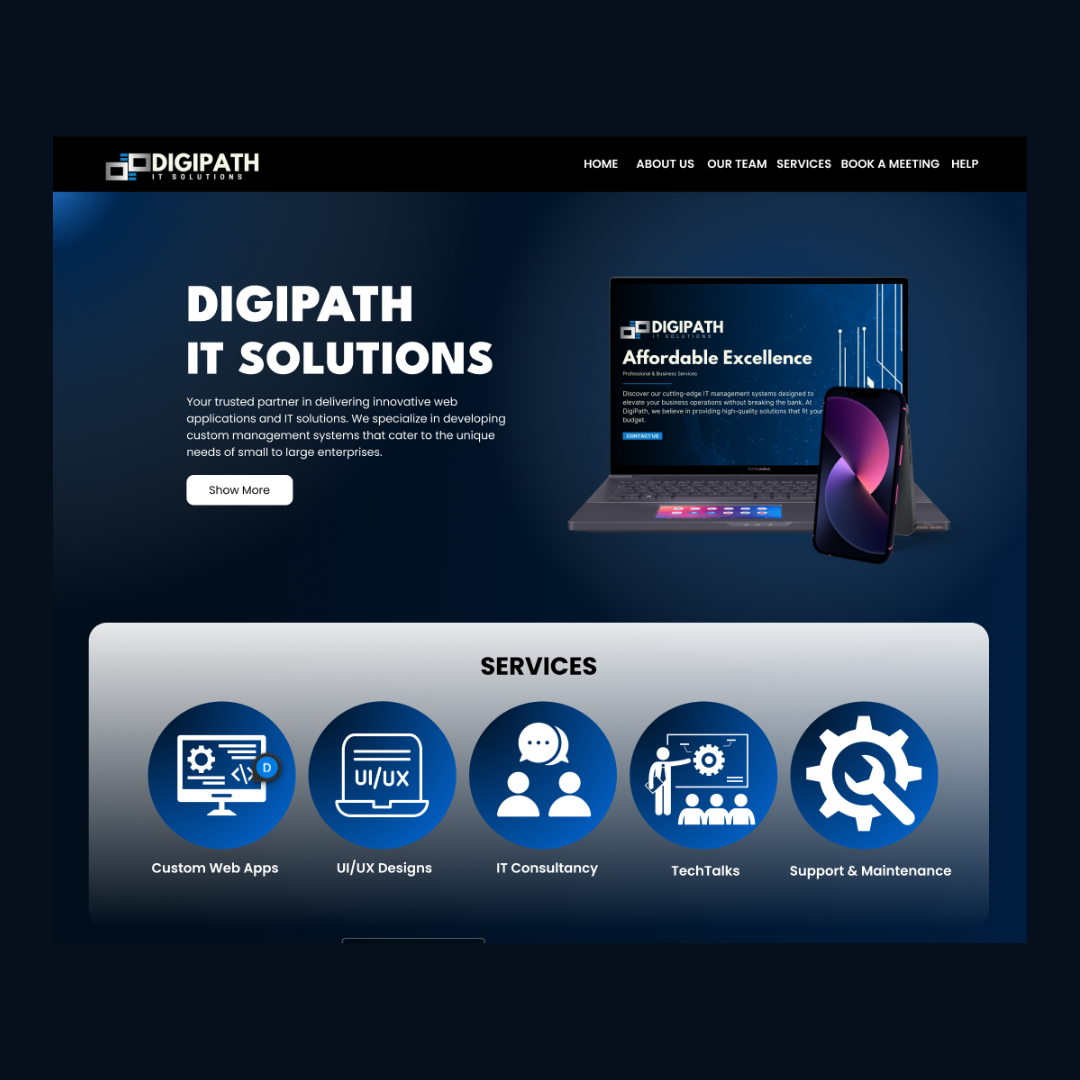 DIGIPATH
IT SOLUTIONS
HOME ABOUT US OUR TEAM SERVICES BOOK A MEETING HELP
DIGIPATH
IT SOLUTIONS
Your trusted partner in delivering innovative web
applications and IT solutions. We specialize in developing
custom management systems that cater to the unique
needs of small to large enterprises.
Show More
DIGIPATH
IT SOLUTIONS
Affordable Excellence
Professional & Business Services
Discover our cutting-edge IT management systems designed to
elevate your business operations without breaking the bank. At
DigiPath, we believe in providing high-quality solutions that fit your
budget.
CONTACT US
SERVICES
D
UI/UX
Custom Web Apps
UI/UX Designs
IT Consultancy
TechTalks
Support & Maintenance